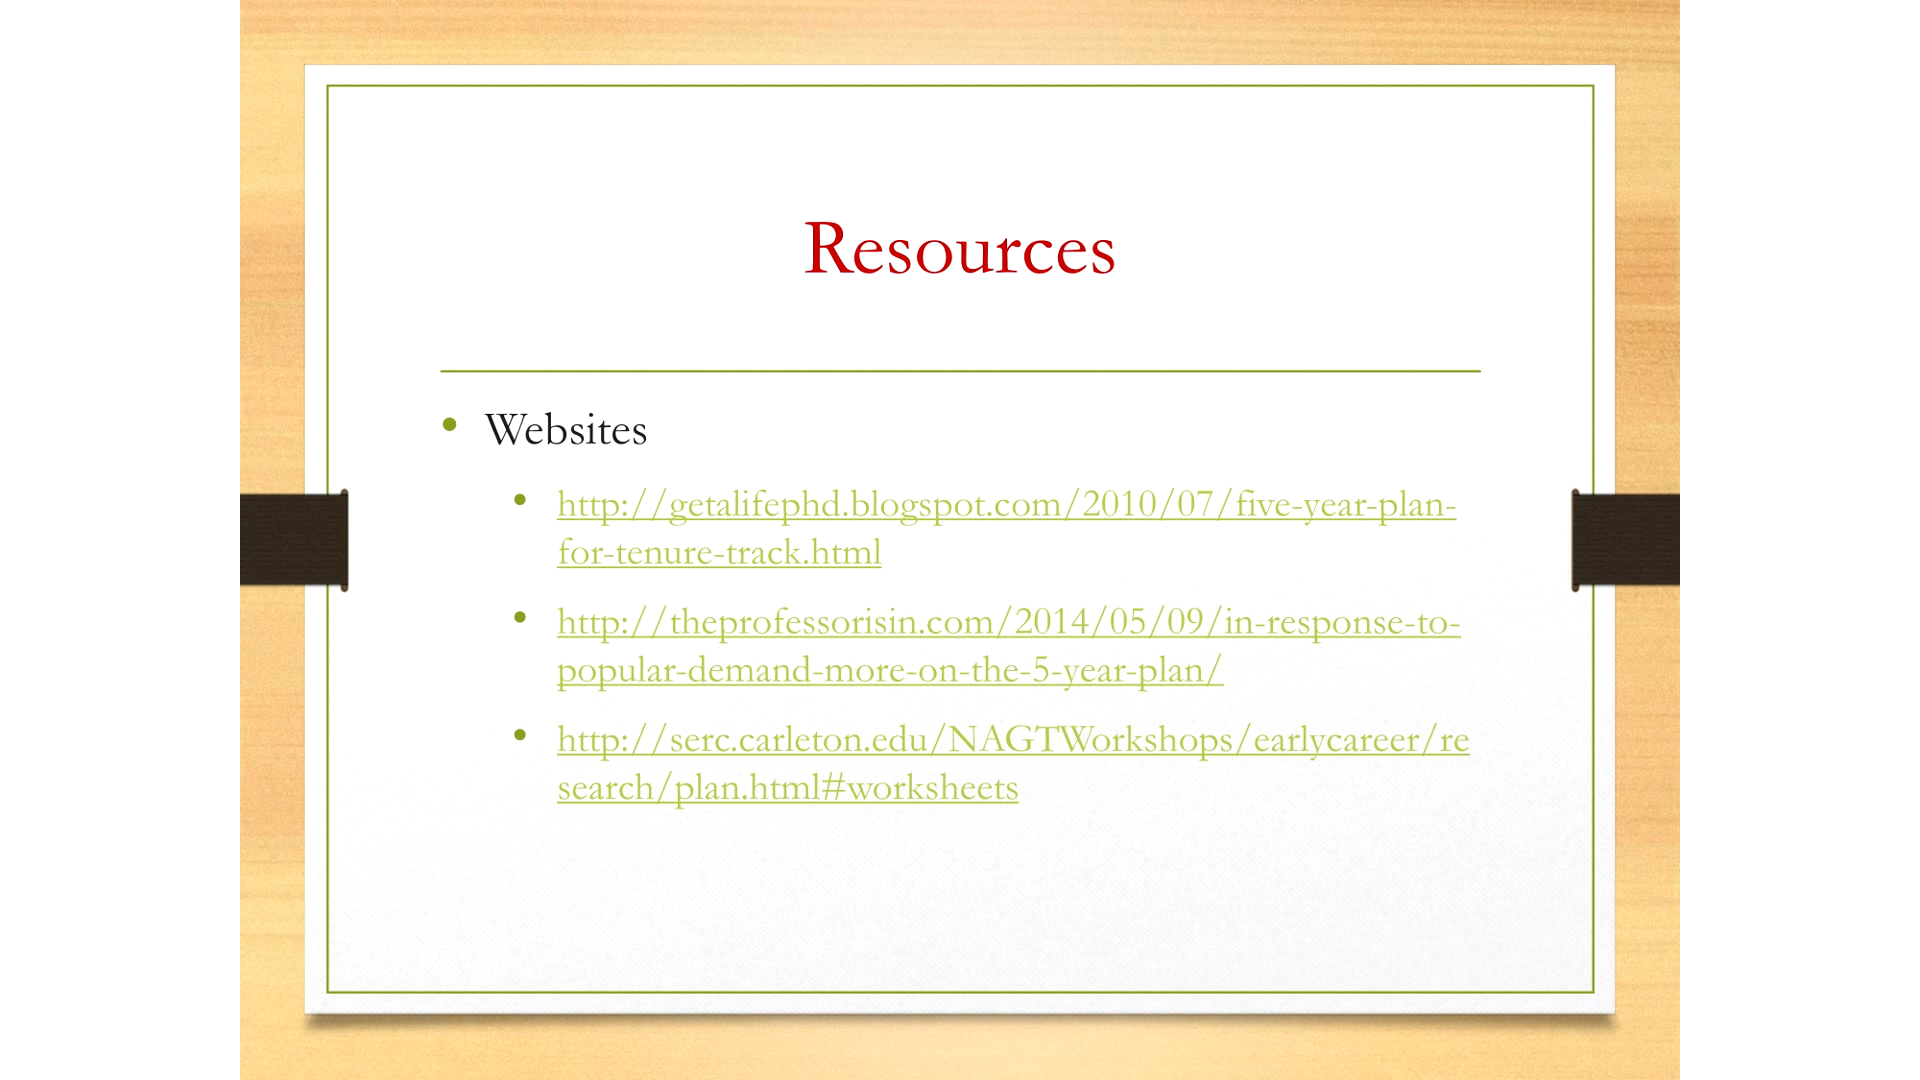 Resources
• Websites
• http://getalifephd.blogspot.com/2010/07/five-year-plan-
for-tenure-track.html
• http://theprofessorisin.com/2014/05/09/in-response-to-
popular-demand-more-on-the-5-year-plan/
• http://serc.carleton.edu/NAGTWorkshops/earlycareer/re
search/plan.html#worksheets